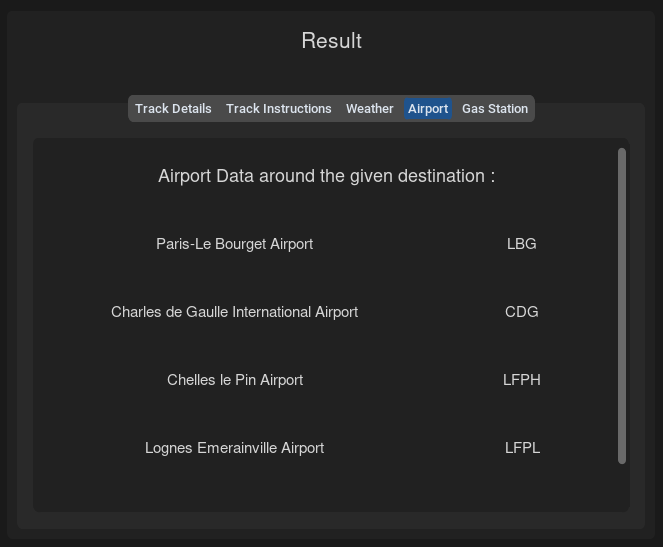 Result
Track Details Track Instructions Weather Airport Gas Station
Airport Data around the given destination :
Paris-Le Bourget Airport LBG
Charles de Gaulle International Airport CDG
Chelles le Pin Airport LFPH
Lognes Emerainville Airport LFPL